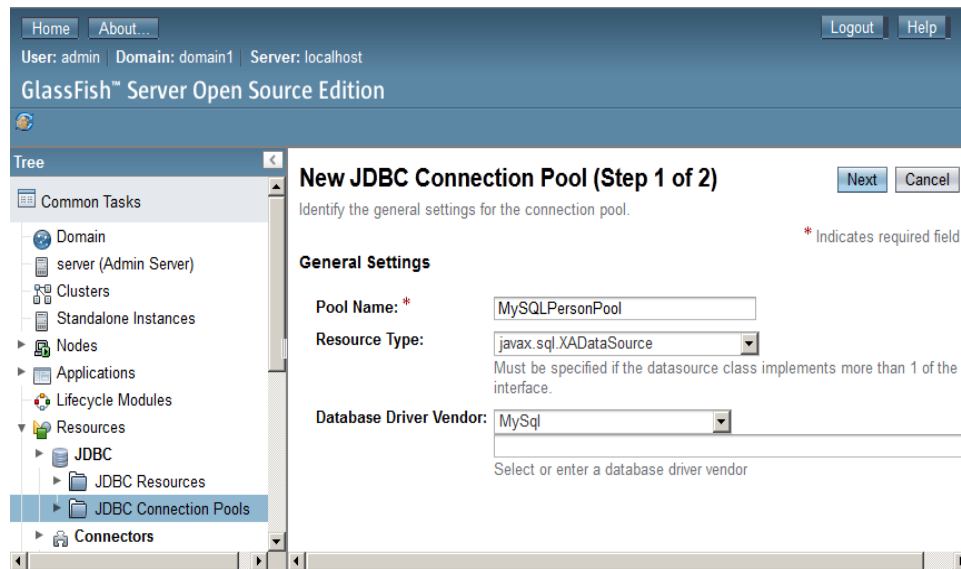 Home About... Logout Help
User: admin Domain: domain1 Server: localhost
GlassFish™ Server Open Source Edition
Tree
Common Tasks
Domain
server (Admin Server)
Clusters
Standalone Instances
Nodes
Applications
Lifecycle Modules
Resources
JDBC
JDBC Resources
JDBC Connection Pools
Connectors
New JDBC Connection Pool (Step 1 of 2) Next Cancel
Identify the general settings for the connection pool.
* Indicates required field
General Settings
Pool Name: * MySQLPersonPool
Resource Type: javax.sql.XADataSource
Must be specified if the datasource class implements more than 1 of the
interface.
Database Driver Vendor: MySql
Select or enter a database driver vendor